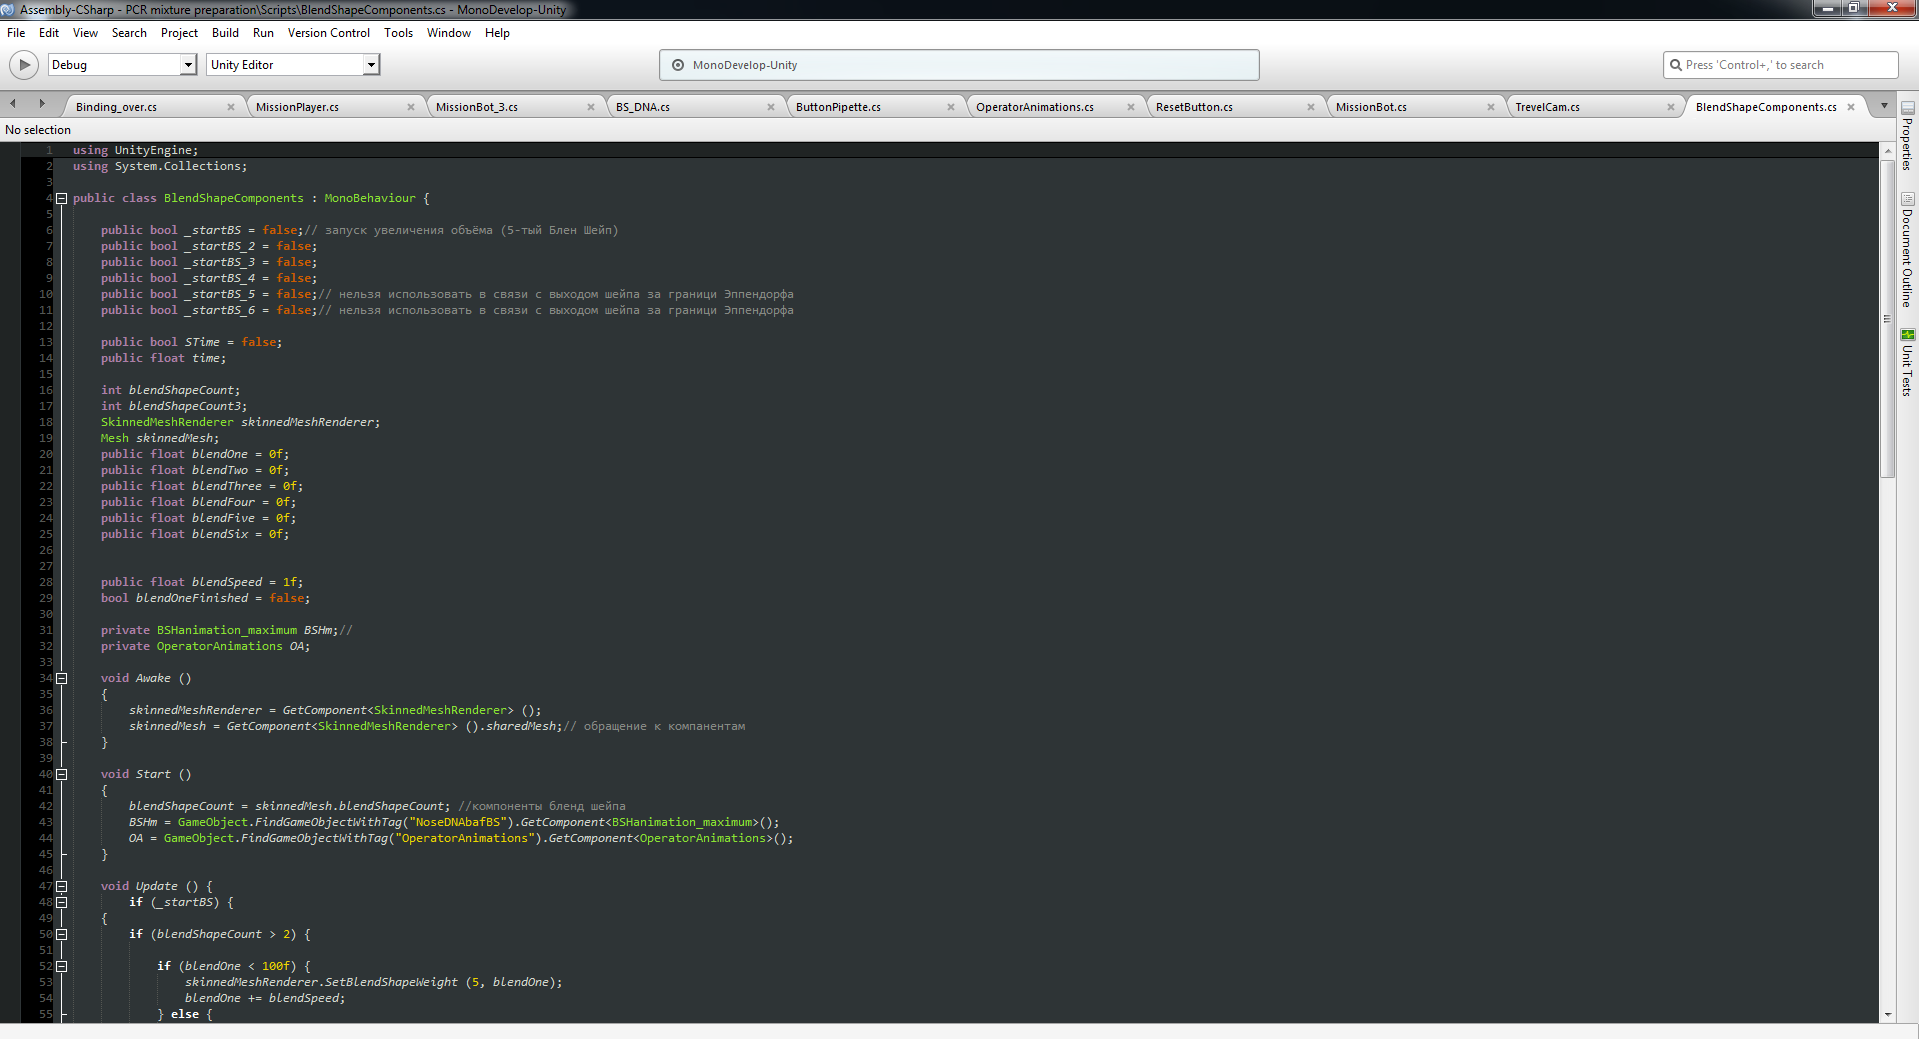 Assembly-CSharp - PCR mixture preparation\Scripts\BlendShapeComponents.cs - MonoDevelop-Unity
File Edit View Search Project Build Run Version Control Tools Window Help
Debug Unity Editor MonoDevelop-Unity Press 'Control+,' to search
Binding_over.cs MissionPlayer.cs MissionBot_3.cs BS_DNA.cs ButtonPipette.cs OperatorAnimations.cs ResetButton.cs MissionBot.cs TrevelCam.cs BlendShapeComponents.cs
No selection
1 using UnityEngine;
2 using System.Collections;
3
4 public class BlendShapeComponents : MonoBehaviour {
5
6 public bool _startBS = false;// запуск увеличения объёма (5-тый Блен Шейп)
7 public bool _startBS_2 = false;
8 public bool _startBS_3 = false;
9 public bool _startBS_4 = false;
10 public bool _startBS_5 = false;// нельзя использовать в связи с выходом шейпа за граници Эппендорфа
11 public bool _startBS_6 = false;// нельзя использовать в связи с выходом шейпа за граници Эппендорфа
12
13 public bool STime = false;
14 public float time;
15
16 int blendShapeCount;
17 int blendShapeCount3;
18 SkinnedMeshRenderer skinnedMeshRenderer;
19 Mesh skinnedMesh;
20 public float blendOne = 0f;
21 public float blendTwo = 0f;
22 public float blendThree = 0f;
23 public float blendFour = 0f;
24 public float blendFive = 0f;
25 public float blendSix = 0f;
26
27
28 public float blendSpeed = 1f;
29 bool blendOneFinished = false;
30
31 private BSHanimation_maximum BSHm;//
32 private OperatorAnimations OA;
33
34 void Awake ()
35 {
36 skinnedMeshRenderer = GetComponent<SkinnedMeshRenderer> ();
37 skinnedMesh = GetComponent<SkinnedMeshRenderer> ().sharedMesh;// обращение к компанентам
38 }
39
40 void Start ()
41 {
42 blendShapeCount = skinnedMesh.blendShapeCount; //компоненты бленд шейпа
43 BSHm = GameObject.FindGameObjectWithTag("NoseDNAbafBS").GetComponent<BSHanimation_maximum>();
44 OA = GameObject.FindGameObjectWithTag("OperatorAnimations").GetComponent<OperatorAnimations>();
45 }
46
47 void Update () {
48 if (_startBS) {
49 {
50 if (blendShapeCount > 2) {
51
52 if (blendOne < 100f) {
53 skinnedMeshRenderer.SetBlendShapeWeight (5, blendOne);
54 blendOne += blendSpeed;
55 } else {
Properties
Document Outline
Unit Tests